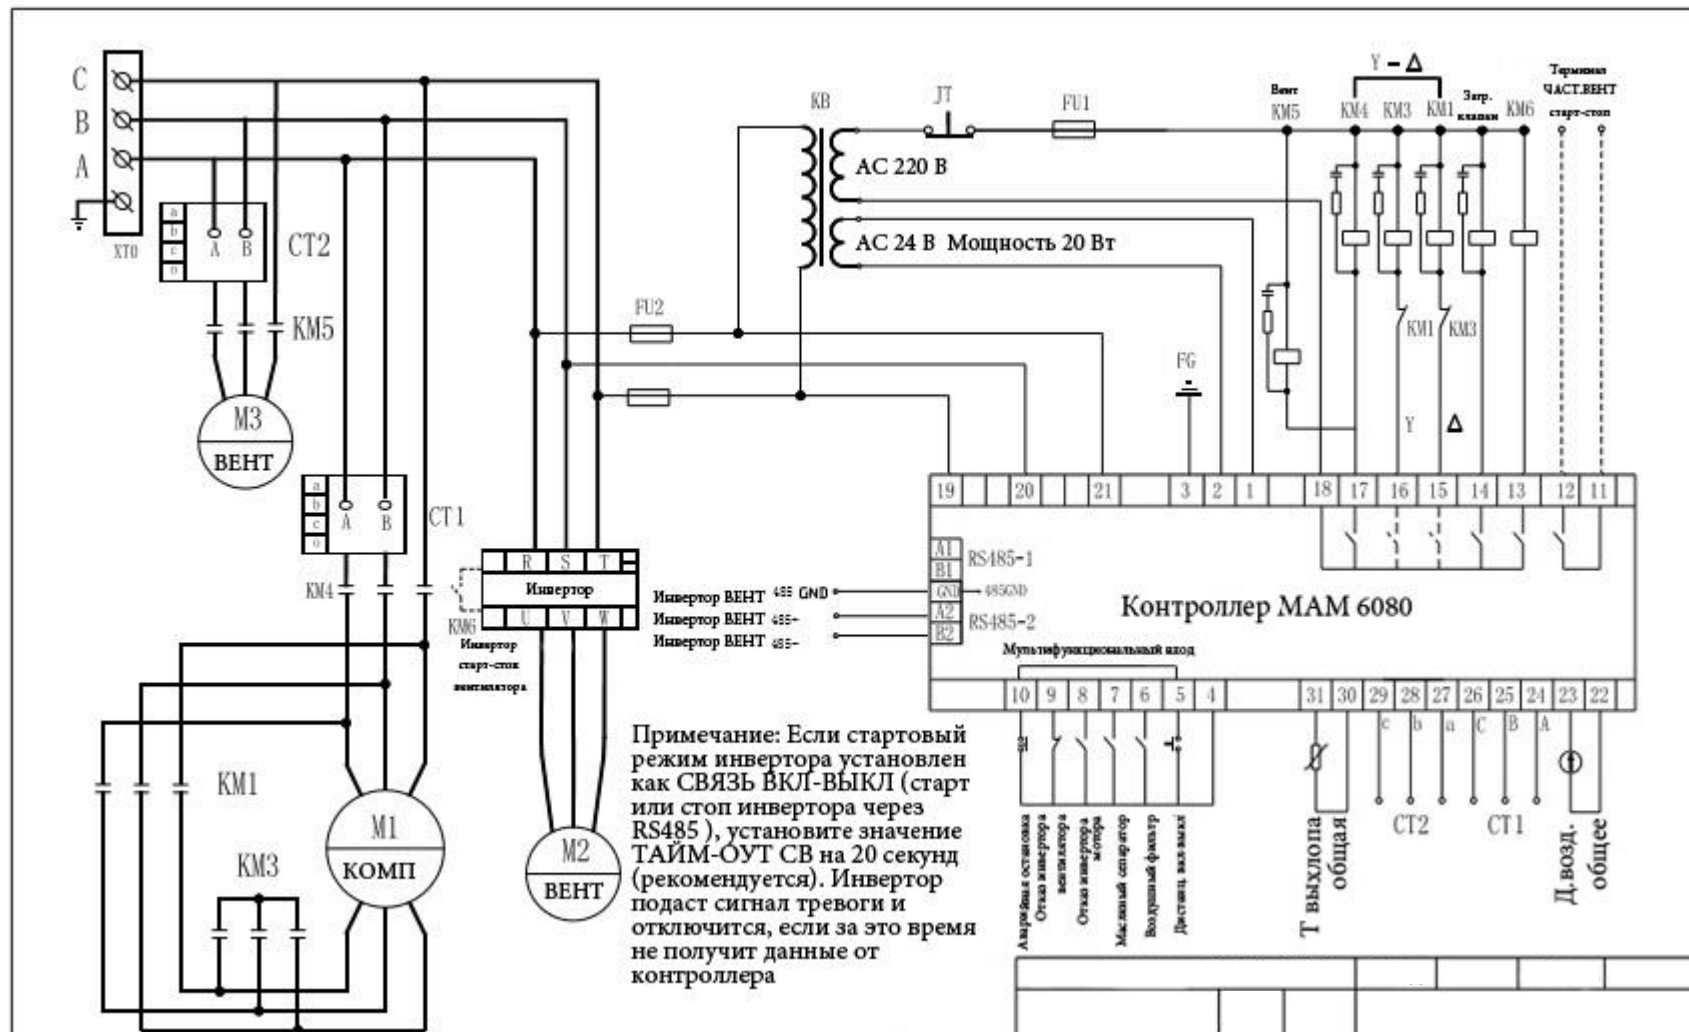 C
B
A
XT0
a
b
c
o
A B
CT2
KM5
M3
ВЕНТ
a
b
c
o
A B
CT1
KM4
KM1
M1
КОМП
KM3
R S T
Инвертор
U V W
KM6
Инвертор
старт-стоп
вентилятора
M2
ВЕНТ
FU2
KB
JT
FU1
AC 220 В
AC 24 В Мощность 20 Вт
Y - Δ
Вент
KM5
KM4
KM3
KM1
Загр.
клапан
KM6
Терминал
ЧАСТ.ВЕНТ
старт-стоп
KM1
KM3
Y
Δ
FG
19 20 21 3 2 1 18 17 16 15 14 13 12 11
A1
B1
GND
A2
B2
RS485-1
485GND
RS485-2
Инвертор ВЕНТ 485 GND
Инвертор ВЕНТ 485+
Инвертор ВЕНТ 485-
Контроллер МАМ 6080
Мультифункциональный вход
10 9 8 7 6 5 4 31 30 29 28 27 26 25 24 23 22
c b a C B A
CT2
CT1
Аварийная остановка
Отказ инвертора
вентилятора
Отказ инвертора
мотора
Масляный сепаратор
Воздушный фильтр
Дистанц. вкл-выкл
Т выхлопа
общая
Д.возд.
общее
Примечание: Если стартовый
режим инвертора установлен
как СВЯЗЬ ВКЛ-ВЫКЛ (старт
или стоп инвертора через
RS485 ), установите значение
ТАЙМ-ОУТ СВ на 20 секунд
(рекомендуется). Инвертор
подаст сигнал тревоги и
отключится, если за это время
не получит данные от
контроллера